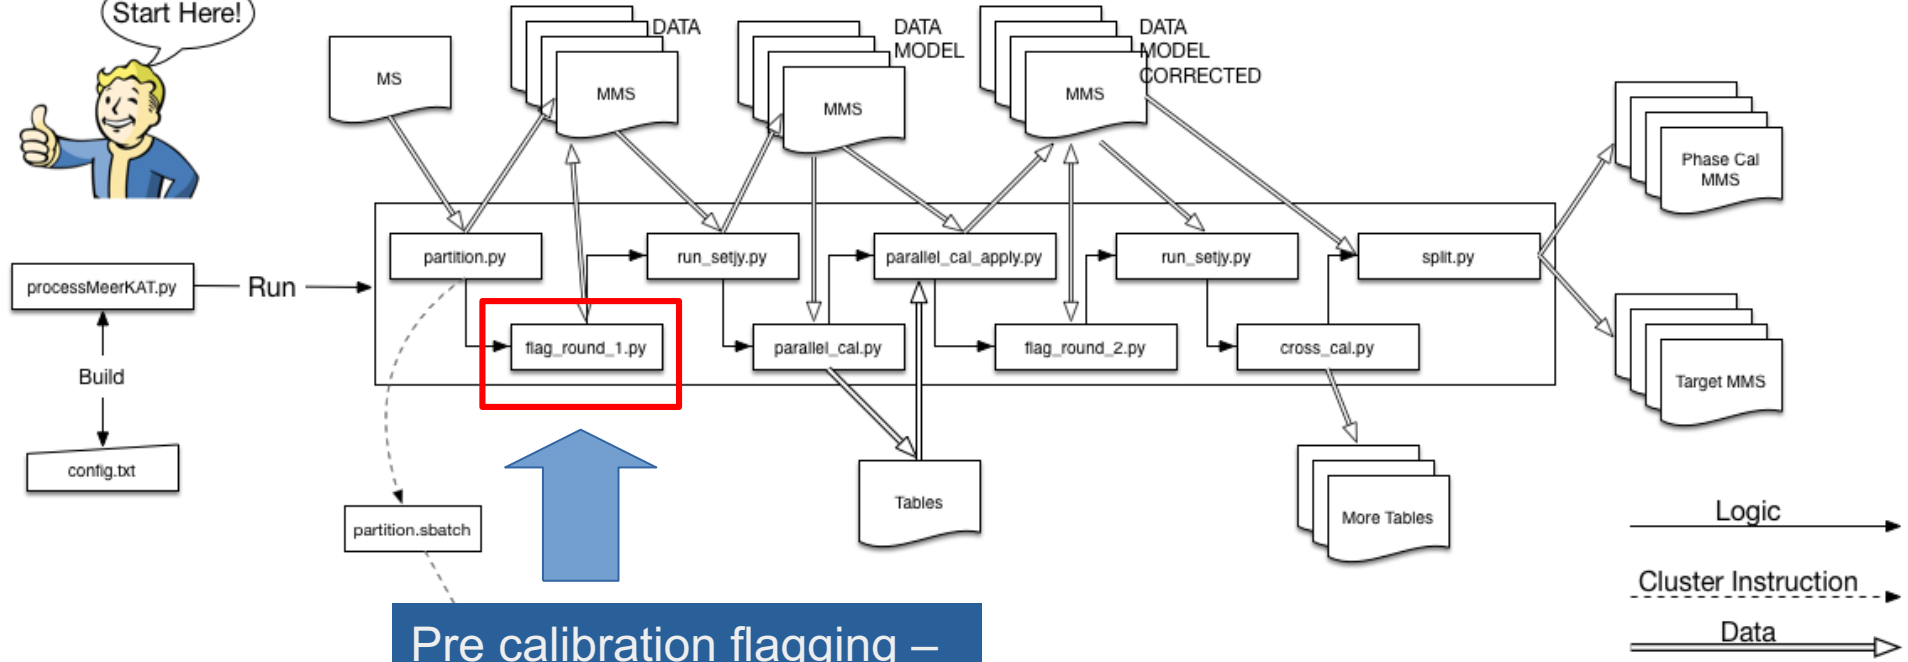 Start Here!
MS
MMS
DATA
MMS
DATA
MODEL
MMS
DATA
MODEL
CORRECTED
Phase Cal
MMS
processMeerKAT.py
Run
partition.py
run_setjy.py
parallel_cal_apply.py
run_setjy.py
split.py
flag_round_1.py
parallel_cal.py
flag_round_2.py
cross_cal.py
Target MMS
Build
config.txt
partition.sbatch
Tables
More Tables
Logic
Cluster Instruction
Data
Pre calibration flagging –